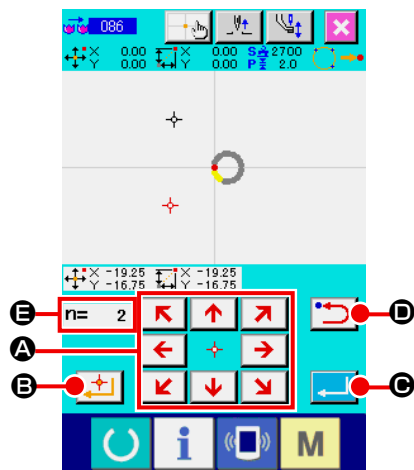 086
X 0.00 X 0.00 S 2700
Y 0.00 Y 0.00 P 2.0
X -19.25 X -19.25
Y -16.75 Y -16.75
E n= 2
A
D
B
C
i M